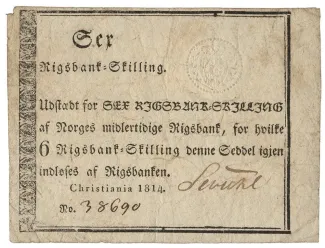 Sex
Rigsbank-Skilling.
Udstædt for SEX RIGSBANK-SKILLING
af Norges midlertidige Rigsbank, for hvilke
6 Rigsbank-Skilling denne Seddel igjen
indløses af Rigsbanken.
Christiania 1814.
No. 38690